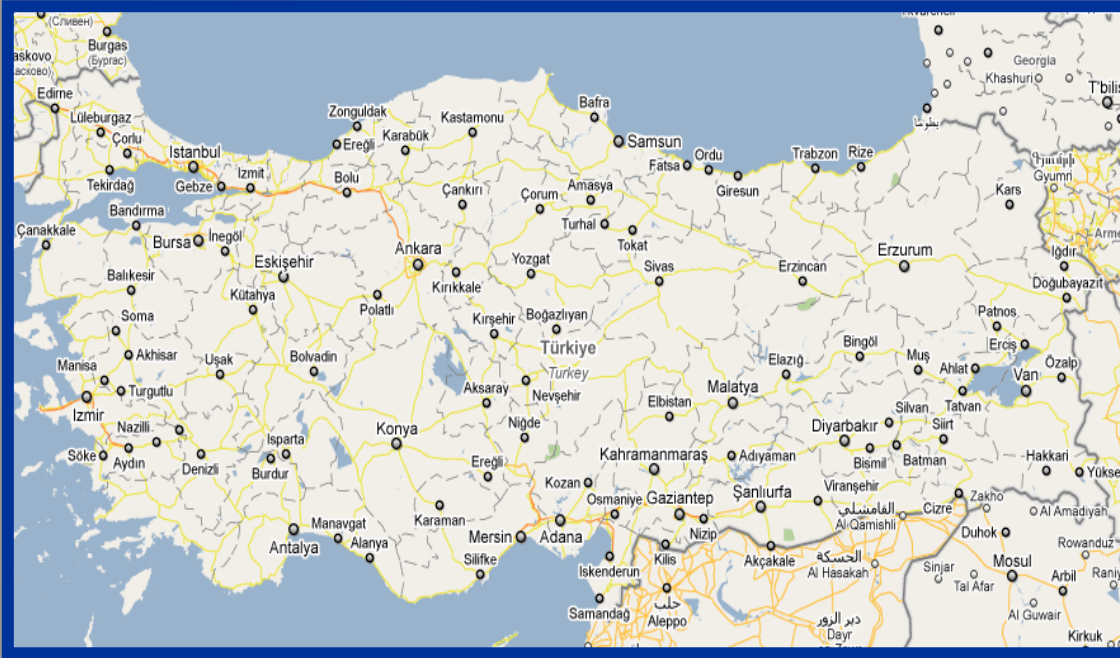 (Сливен)
Burgas
(Бургас)
Georgia
Khashuri
Edirne
Lüleburgaz
Çorlu
Istanbul
Tekirdağ
Gebze
Izmit
Zonguldak
Ereğli
Karabük
Kastamonu
Bolu
Bafra
Samsun
Fatsa
Ordu
Giresun
Trabzon
Rize
Gyumri
Kars
Bandırma
Çanakkale
Bursa
İnegöl
Eskişehir
Çankırı
Çorum
Amasya
Turhal
Tokat
Ankara
Kırıkkale
Yozgat
Sivas
Erzincan
Erzurum
Iğdır
Doğubayazıt
Balıkesir
Kütahya
Polatlı
Soma
Kırşehir
Boğazlıyan
Türkiye
Turkey
Patnos
Erciş
Akhisar
Uşak
Bolvadin
Manisa
Turgutlu
Izmir
Aksaray
Nevşehir
Niğde
Elbistan
Malatya
Elazığ
Bingöl
Muş
Ahlat
Van
Özalp
Tatvan
Nazilli
Söke
Aydın
Denizli
Isparta
Burdur
Konya
Ereğli
Kahramanmaraş
Adıyaman
Diyarbakır
Silvan
Siirt
Bismil
Batman
Hakkari
Kozan
Osmaniye
Gaziantep
Şanlıurfa
Viranşehir
Nizip
القامشلي
Al Qamishli
Cizre
Zakho
Al Amadiyah
Karaman
Manavgat
Antalya
Alanya
Mersin
Adana
Silifke
Iskenderun
Kilis
Akçakale
الحسكة
Al Hasakah
Duhok
Rowanduz
Mosul
Sinjar
Tal Afar
Arbil
Samandağ
حلب
Aleppo
دير الزور
Dayr
Al Guwair
Kirkuk